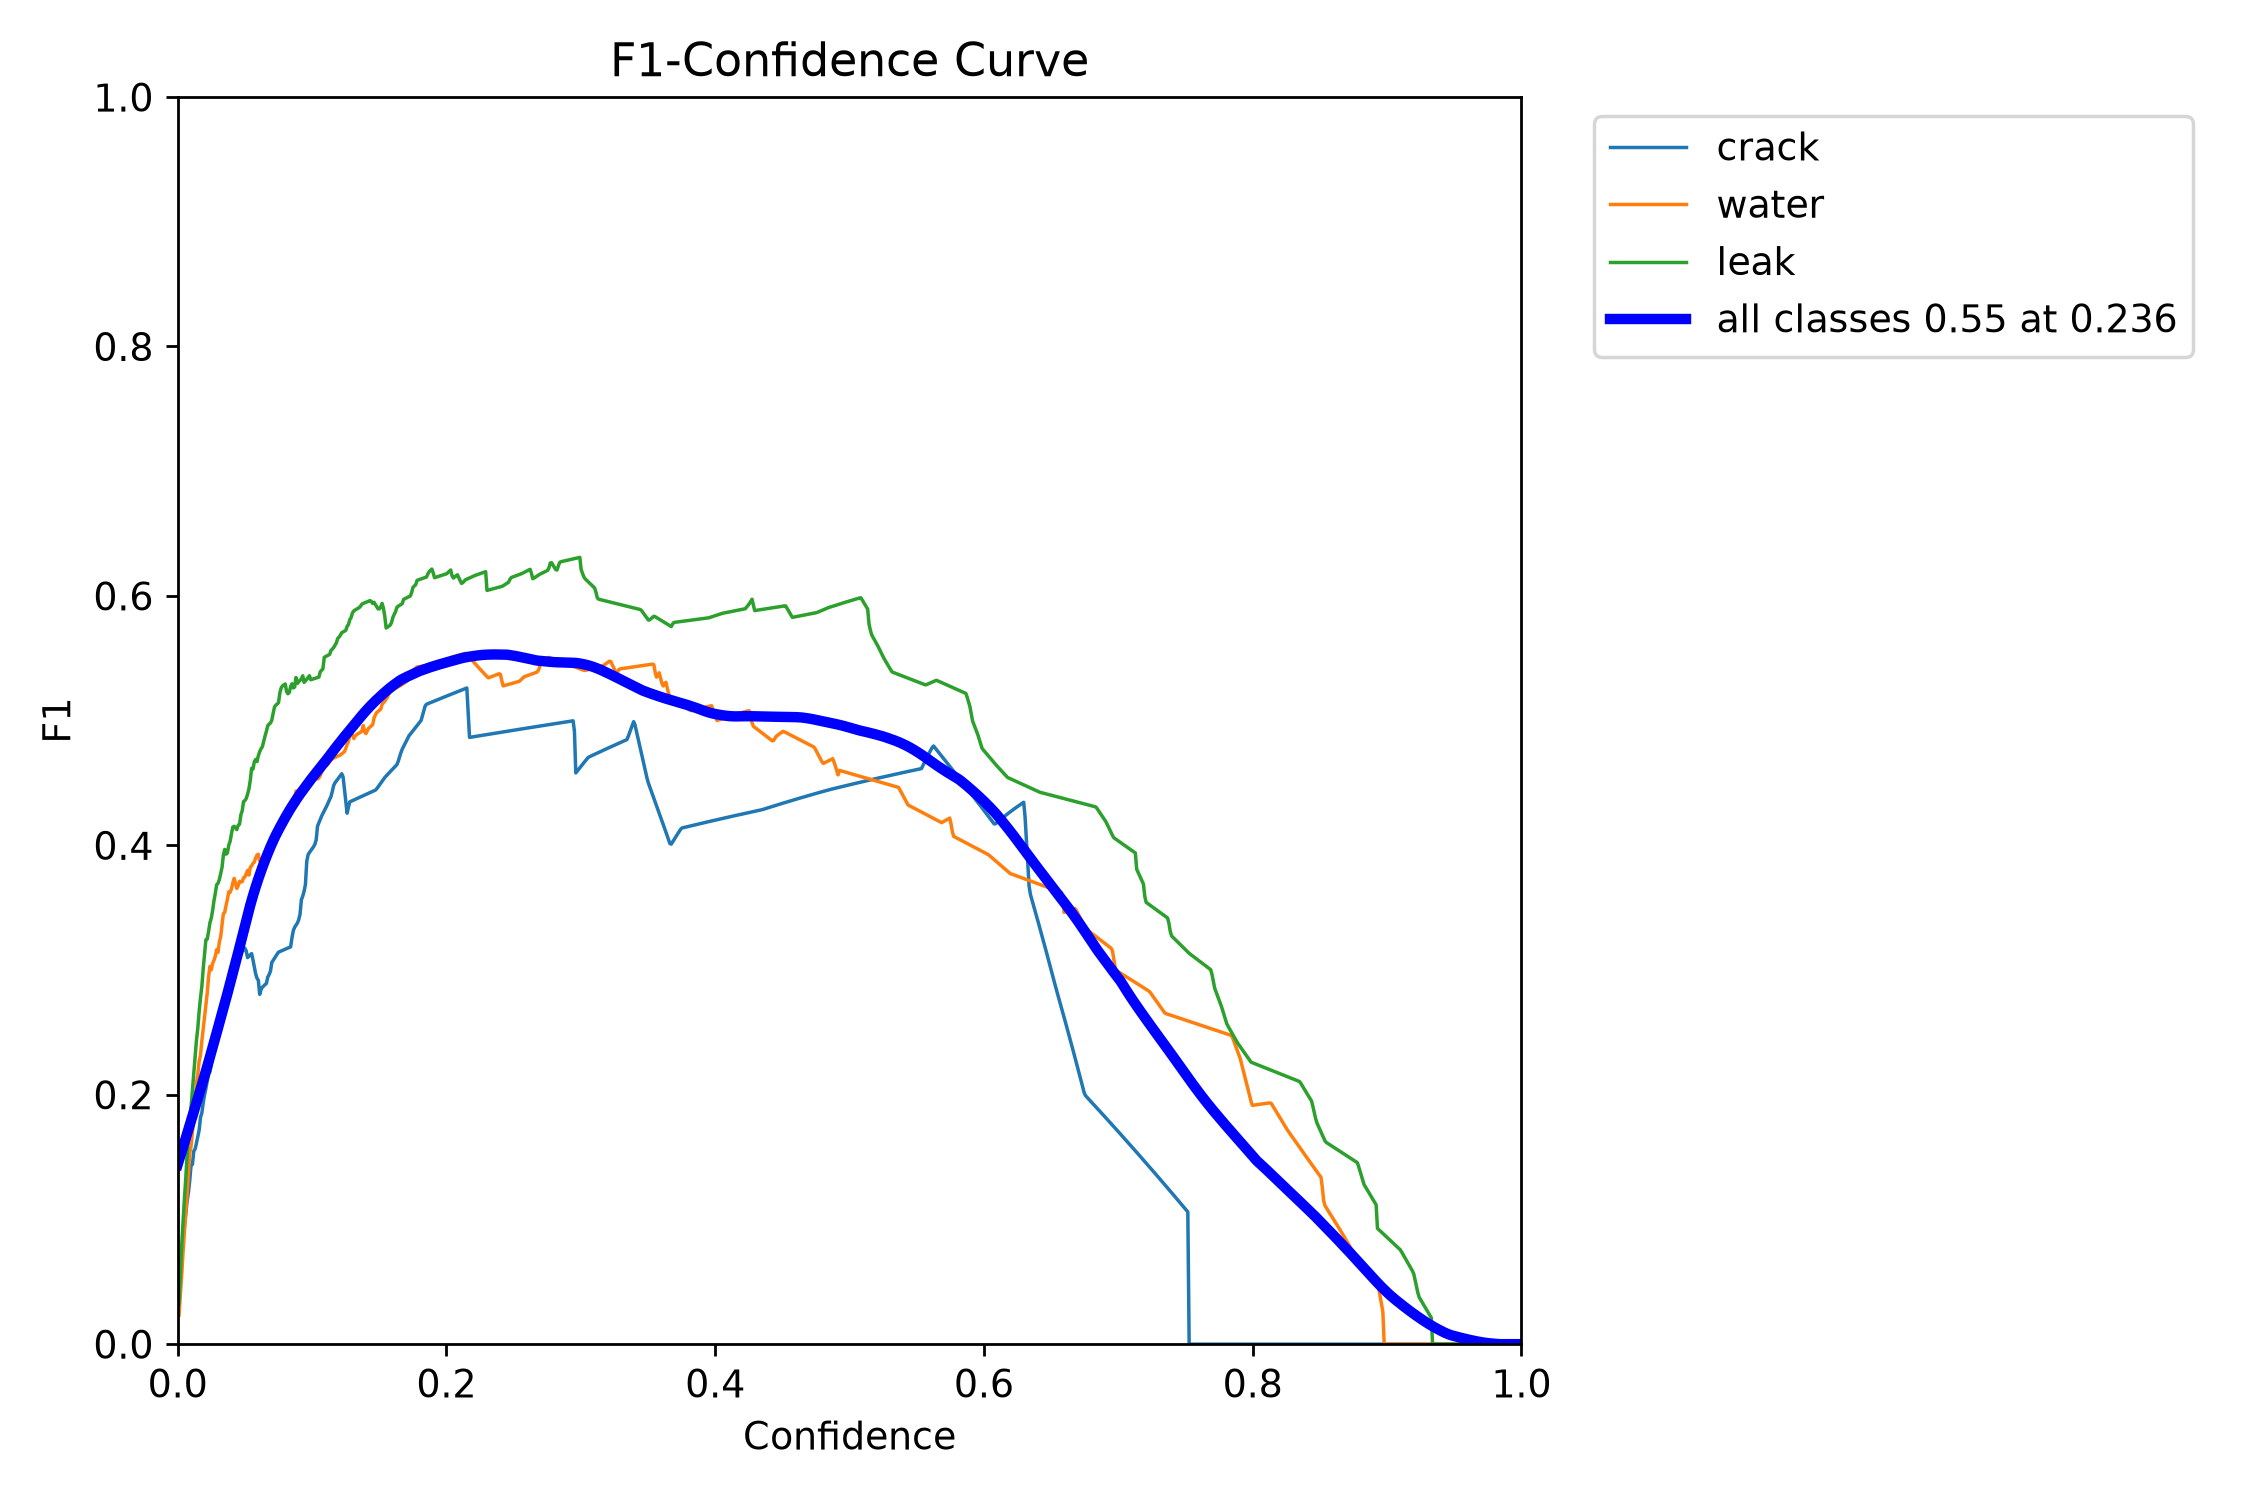 F1-Confidence Curve
1.0
0.8
0.6
0.4
0.2
0.0
F1
0.0 0.2 0.4 0.6 0.8 1.0
Confidence
crack
water
leak
all classes 0.55 at 0.236